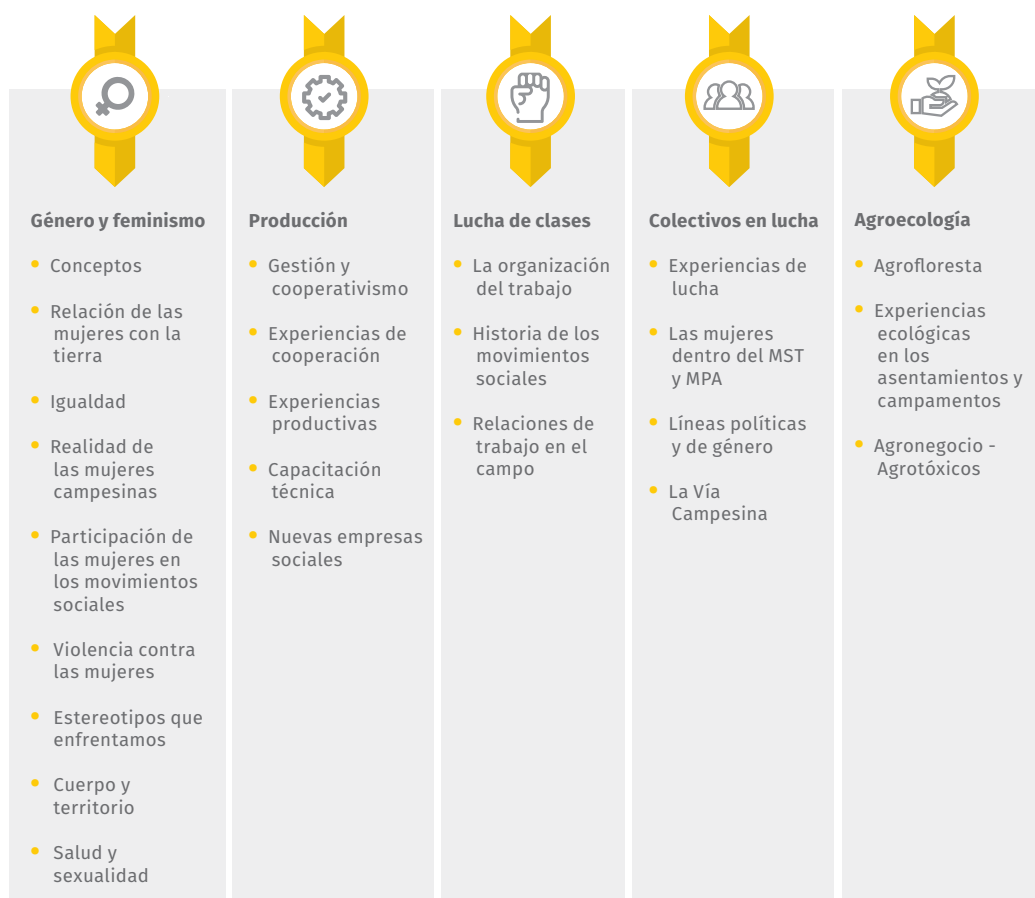 Género y feminismo
Conceptos
Relación de las
mujeres con la
tierra
Igualdad
Realidad de
las mujeres
campesinas
Participación de
las mujeres en
los movimientos
sociales
Violencia contra
las mujeres
Estereotipos que
enfrentamos
Cuerpo y
territorio
Salud y
sexualidad
Producción
Gestión y
cooperativismo
Experiencias de
cooperación
Experiencias
productivas
Capacitación
técnica
Nuevas empresas
sociales
Lucha de clases
La organización
del trabajo
Historia de los
movimientos
sociales
Relaciones de
trabajo en el
campo
Colectivos en lucha
Experiencias de
lucha
Las mujeres
dentro del MST
y MPA
Líneas políticas
y de género
La Vía
Campesina
Agroecología
Agrofloresta
Experiencias
ecológicas
en los
asentamientos y
campamentos
Agronegocio -
Agrotóxicos